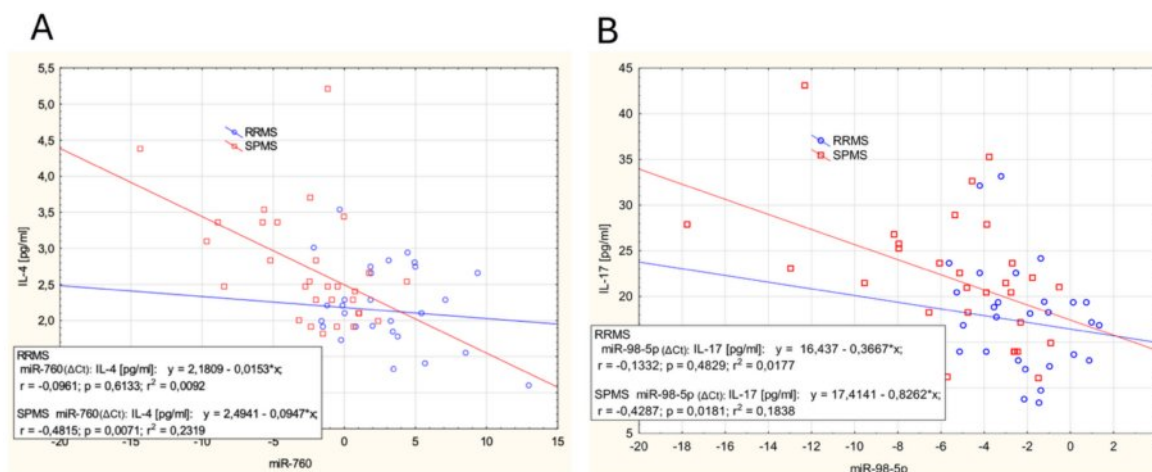 A
IL-4 [pg/ml]
5,5
5,0
4,5
4,0
3,5
3,0
2,5
2,0
RRMS
SPMS
RRMS
miR-760(ΔCt): IL-4 [pg/ml]: y = 2,1809 - 0,0153*x;
r = -0,0961; p = 0,6133; r² = 0,0092
SPMS miR-760(ΔCt): IL-4 [pg/ml]: y = 2,4941 - 0,0947*x;
r = -0,4815; p = 0,0071; r² = 0,2319
-20 -15 -10 -5 0 5 10 15
miR-760
B
IL-17 [pg/ml]
45
40
35
30
25
20
15
5
RRMS
SPMS
RRMS
miR-98-5p(ΔCt): IL-17 [pg/ml]: y = 16,437 - 0,3667*x;
r = -0,1332; p = 0,4829; r² = 0,0177
SPMS miR-98-5p (ΔCt): IL-17 [pg/ml]: y = 17,4141 - 0,8262*x;
r = -0,4287; p = 0,0181; r² = 0,1838
-20 -18 -16 -14 -12 -10 -8 -6 -4 -2 0 2
miR-98-5p